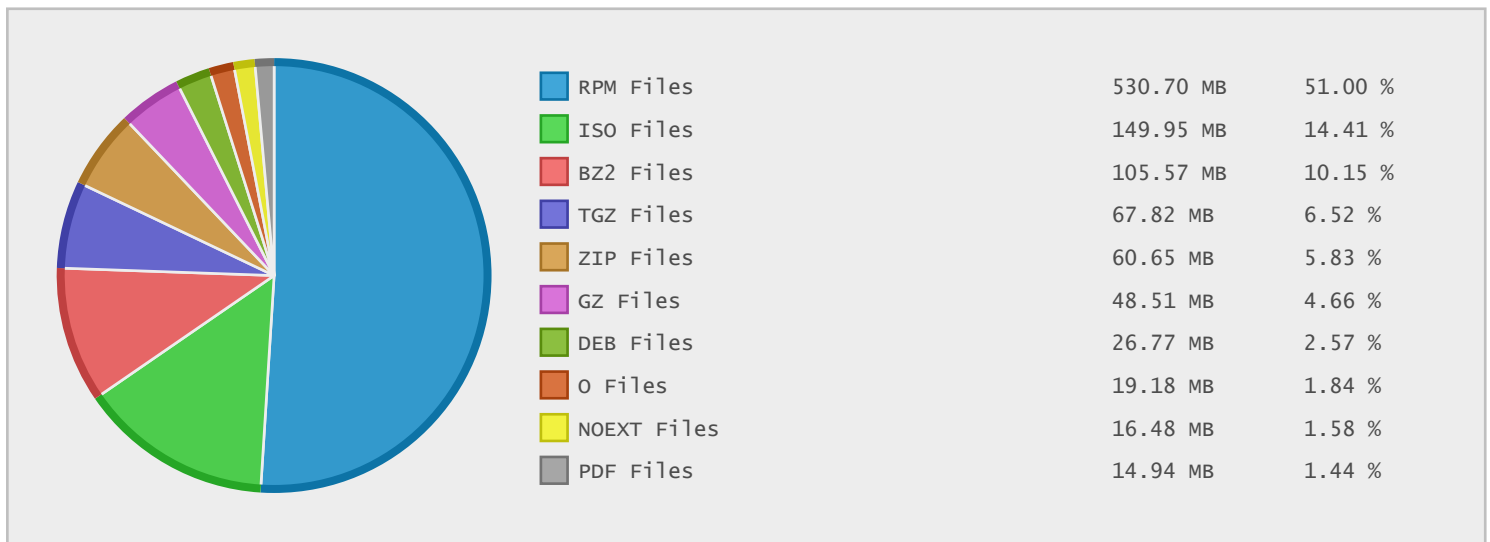 RPM Files 530.70 MB 51.00 %
ISO Files 149.95 MB 14.41 %
BZ2 Files 105.57 MB 10.15 %
TGZ Files 67.82 MB 6.52 %
ZIP Files 60.65 MB 5.83 %
GZ Files 48.51 MB 4.66 %
DEB Files 26.77 MB 2.57 %
O Files 19.18 MB 1.84 %
NOEXT Files 16.48 MB 1.58 %
PDF Files 14.94 MB 1.44 %